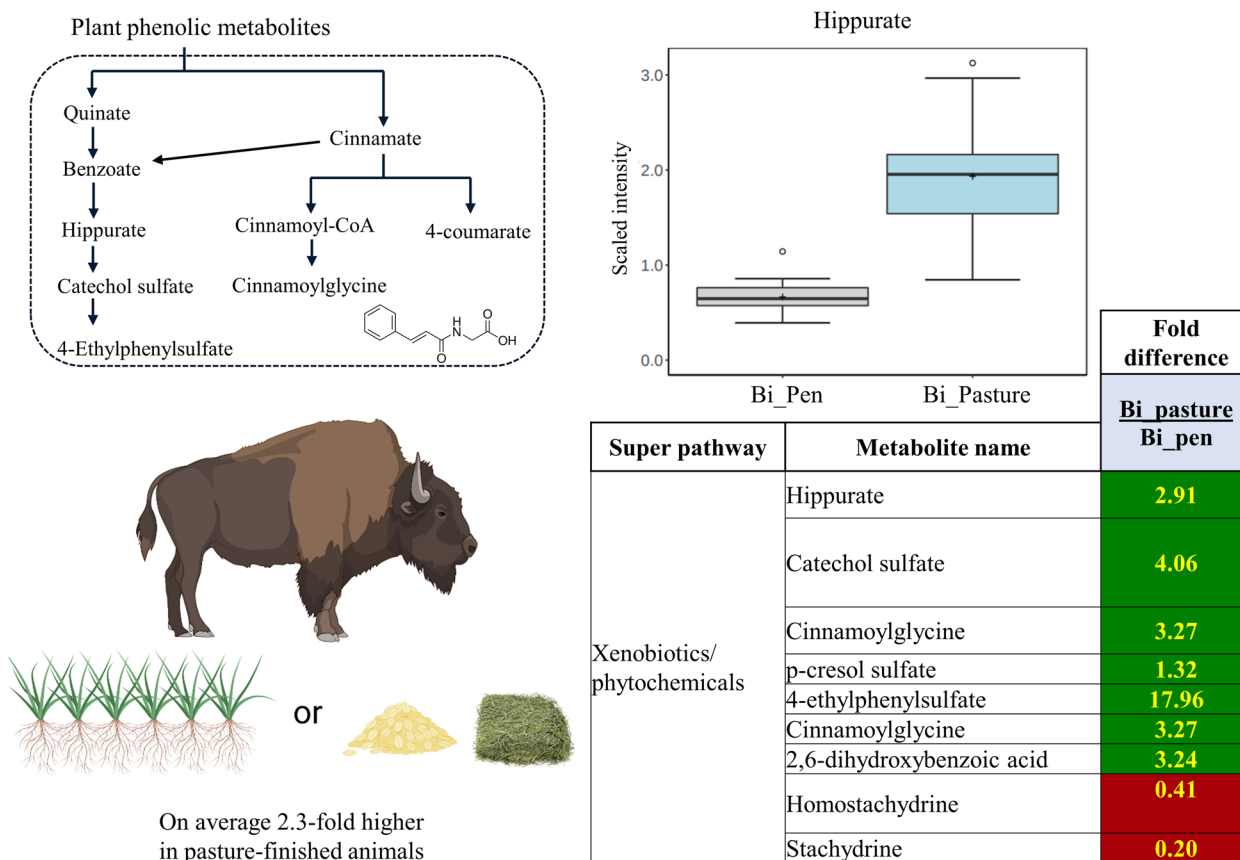 Plant phenolic metabolites
Quinate
Cinnamate
Benzoate
Hippurate
Cinnamoyl-CoA
4-coumarate
Catechol sulfate
Cinnamoylglycine
4-Ethylphenylsulfate
H
N
O
OH
O
Hippurate
Scaled intensity
3.0
2.0
1.0
0.0
Bi_Pen
Bi_Pasture
or
On average 2.3-fold higher
in pasture-finished animals
Fold
difference
Super pathway
Metabolite name
Bi_pasture
Bi_pen
Xenobiotics/
phytochemicals
Hippurate 2.91
Catechol sulfate 4.06
Cinnamoylglycine 3.27
p-cresol sulfate 1.32
4-ethylphenylsulfate 17.96
Cinnamoylglycine 3.27
2,6-dihydroxybenzoic acid 3.24
Homostachydrine 0.41
Stachydrine 0.20